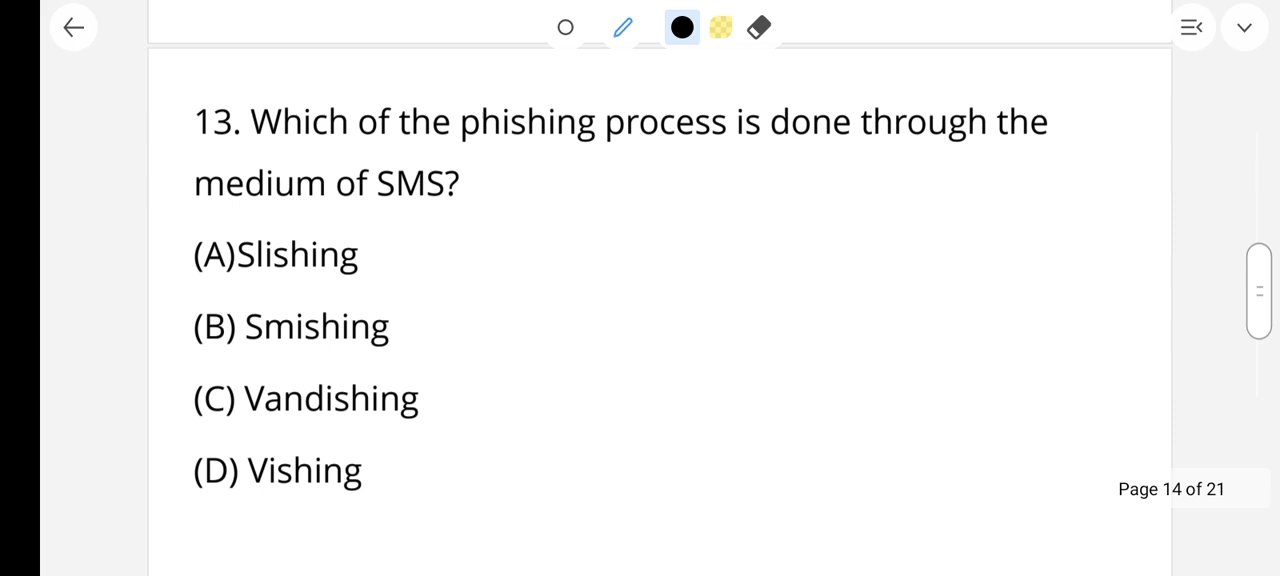 13. Which of the phishing process is done through the
medium of SMS?
(A)Slishing
(B) Smishing
(C) Vandishing
(D) Vishing
Page 14 of 21